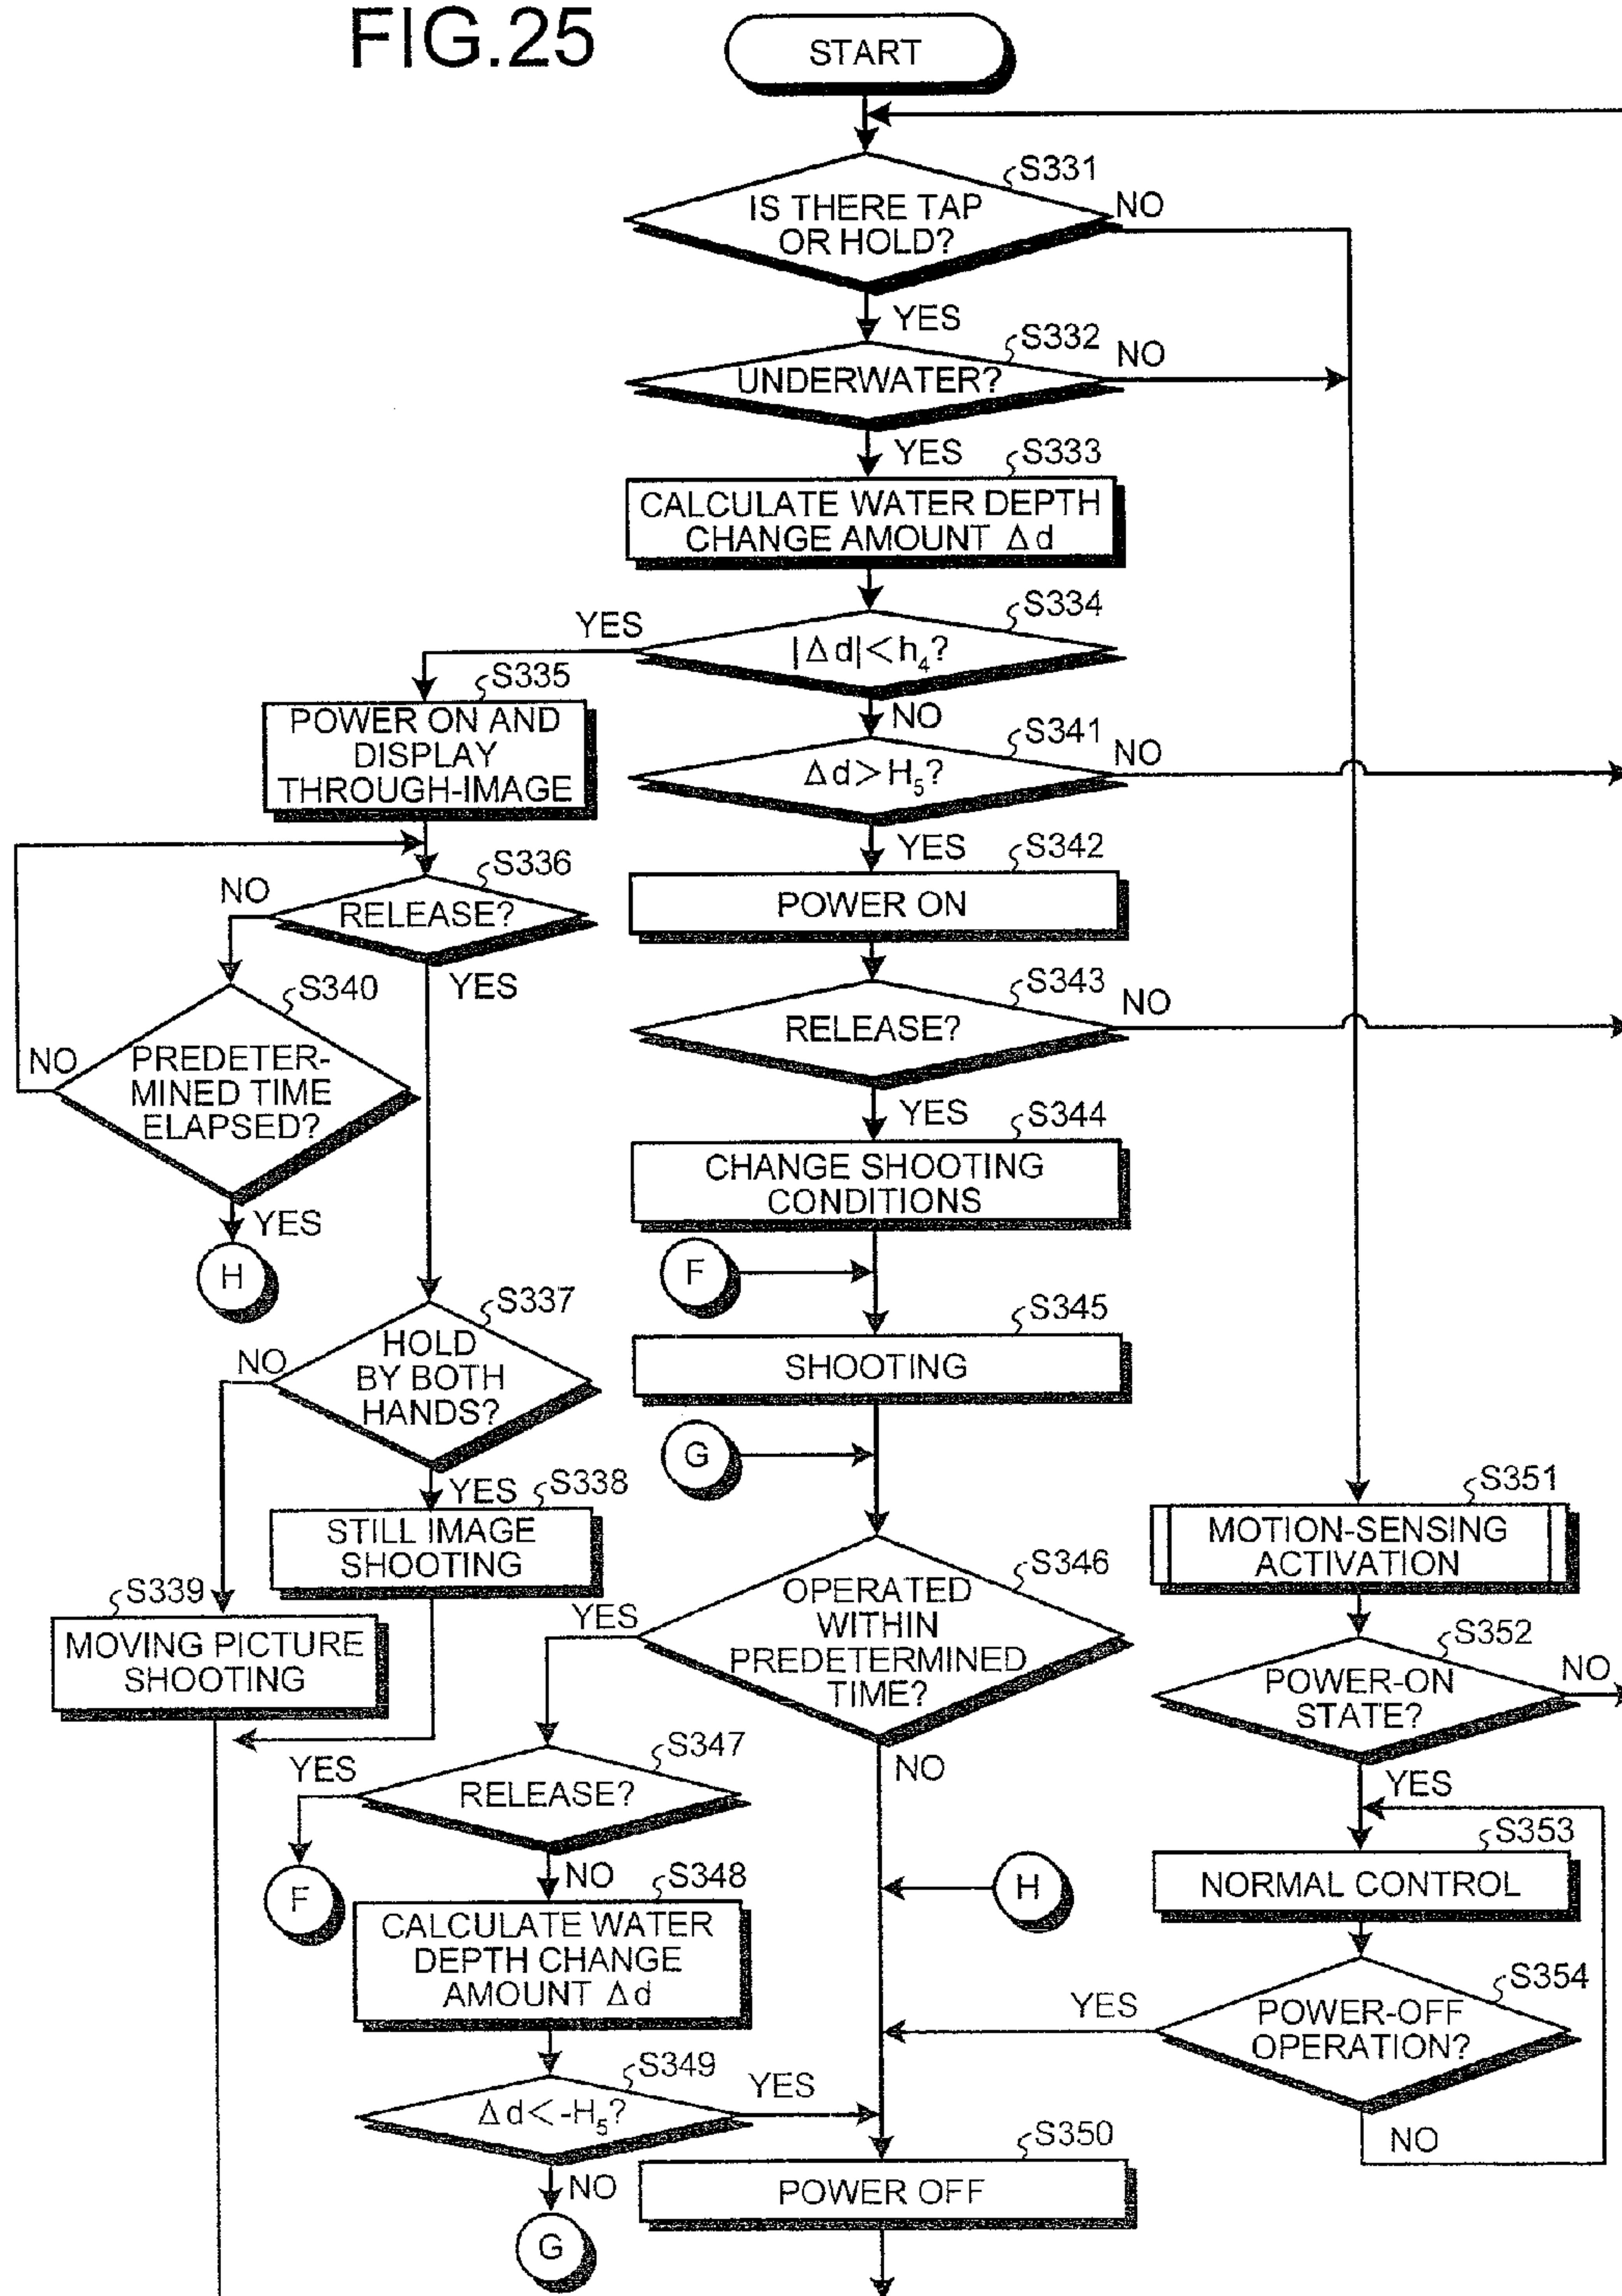 FIG.25
START
S331
IS THERE TAP
OR HOLD?
NO
YES
S332
UNDERWATER?
NO
YES
S333
CALCULATE WATER DEPTH
CHANGE AMOUNT Δd
S334
|Δd|<h₄?
YES
NO
S335
POWER ON AND
DISPLAY
THROUGH-IMAGE
S336
RELEASE?
NO
YES
S340
PREDETER-
MINED TIME
ELAPSED?
NO
YES
H
S337
HOLD
BY BOTH
HANDS?
NO
YES
S338
STILL IMAGE
SHOOTING
S339
MOVING PICTURE
SHOOTING
S341
Δd>H₅?
NO
YES
S342
POWER ON
S343
RELEASE?
NO
YES
S344
CHANGE SHOOTING
CONDITIONS
F
S345
SHOOTING
G
S346
OPERATED
WITHIN
PREDETERMINED
TIME?
YES
NO
S347
RELEASE?
YES
F
NO
S348
CALCULATE WATER
DEPTH CHANGE
AMOUNT Δd
S349
Δd<-H₅?
YES
NO
G
H
S350
POWER OFF
S351
MOTION-SENSING
ACTIVATION
S352
POWER-ON
STATE?
NO
YES
S353
NORMAL CONTROL
S354
POWER-OFF
OPERATION?
YES
NO